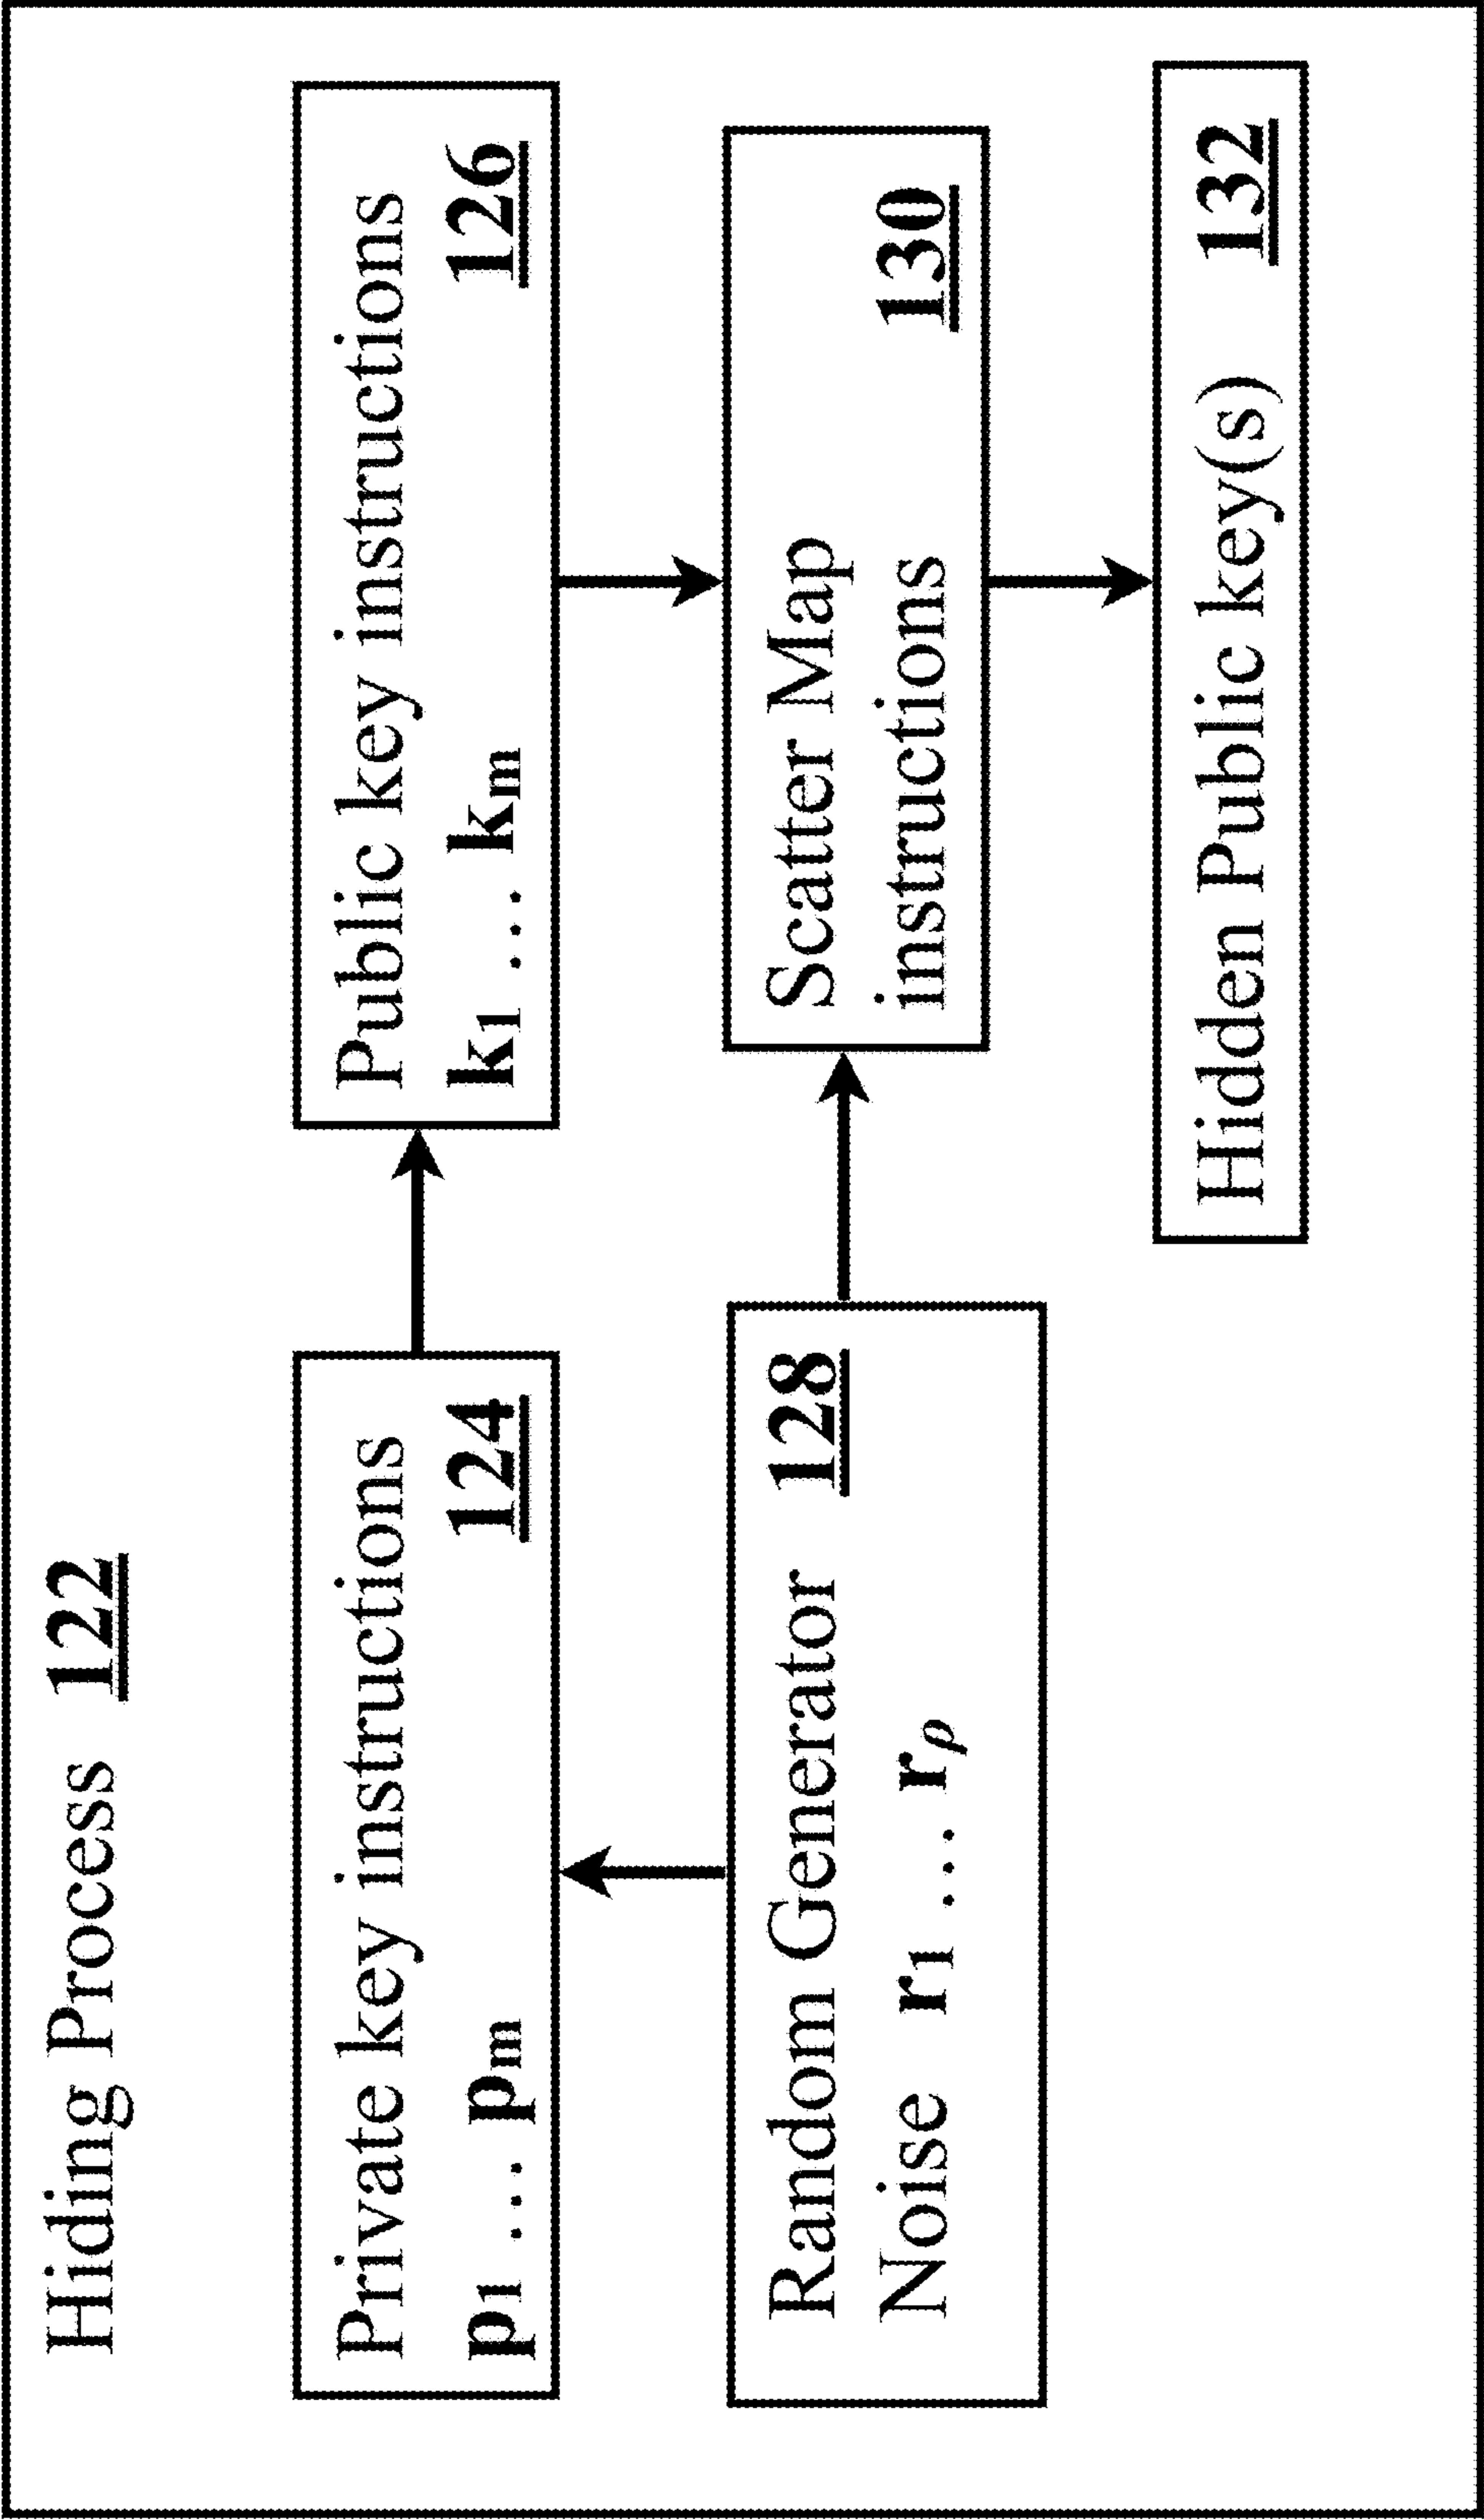 Hiding Process 122
Private key instructions
p₁ … pₘ 124
Public key instructions
k₁ … kₘ 126
Random Generator 128
Noise r₁ … rᵨ
Scatter Map
instructions 130
Hidden Public key(s) 132